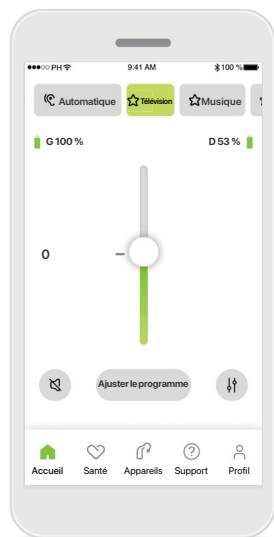 PH 9:41 AM 100 %
Automatique Télévision Musique
G 100 % D 53 %
0
Ajuster le programme
Accueil Santé Appareils Support Profil